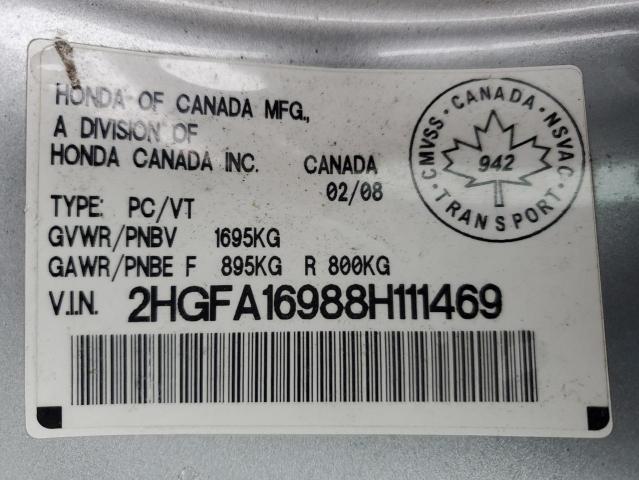 HONDA OF CANADA MFG.,
A DIVISION OF
HONDA CANADA INC. CANADA
02/08
TYPE: PC/VT
GVWR/PNBV 1695KG
GAWR/PNBE F 895KG R 800KG
V.I.N. 2HGFA16988H111469
CMVSS · CANADA · NSVAC
942
TRANSPORT